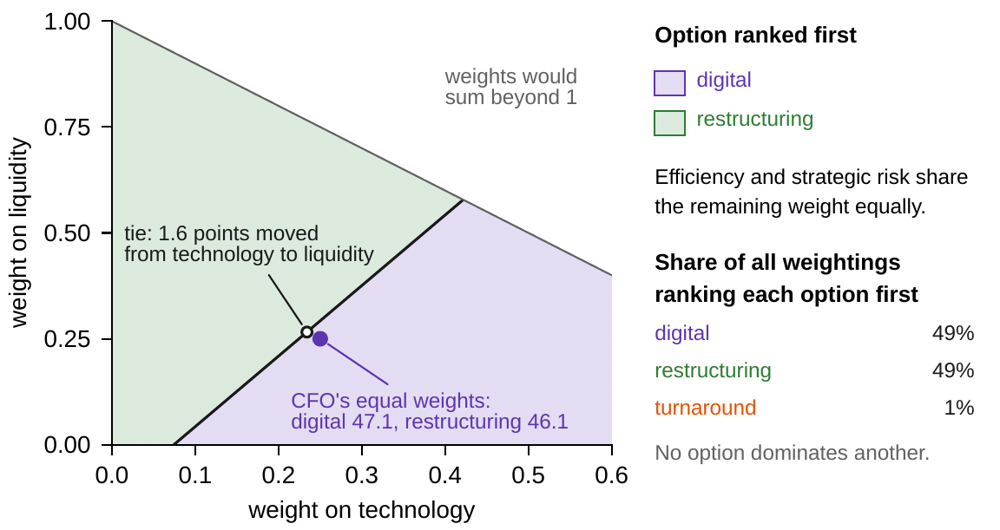 1.00
0.75
0.50
0.25
0.00
weight on liquidity
weights would
sum beyond 1
tie: 1.6 points moved
from technology to liquidity
CFO's equal weights:
digital 47.1, restructuring 46.1
0.0 0.1 0.2 0.3 0.4 0.5 0.6
weight on technology
Option ranked first
digital
restructuring
Efficiency and strategic risk share
the remaining weight equally.
Share of all weightings
ranking each option first
digital 49%
restructuring 49%
turnaround 1%
No option dominates another.